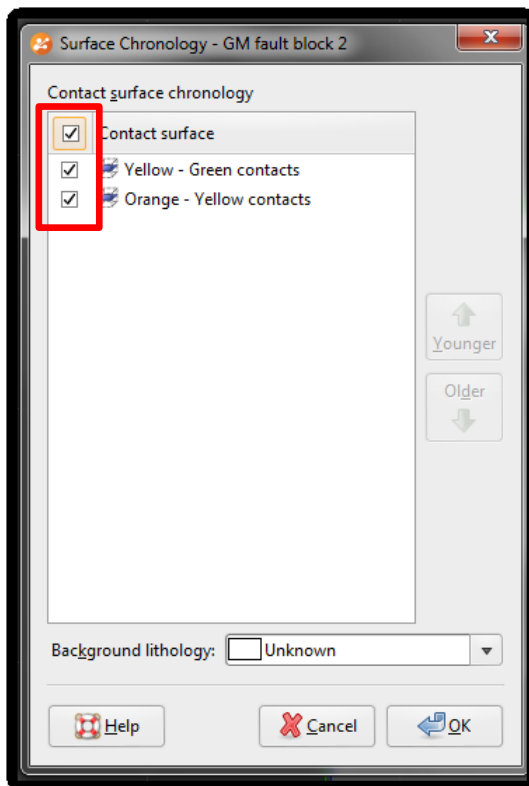 Surface Chronology - GM fault block 2
Contact surface chronology
Contact surface
Yellow - Green contacts
Orange - Yellow contacts
Younger
Older
Background lithology: Unknown
Help Cancel OK